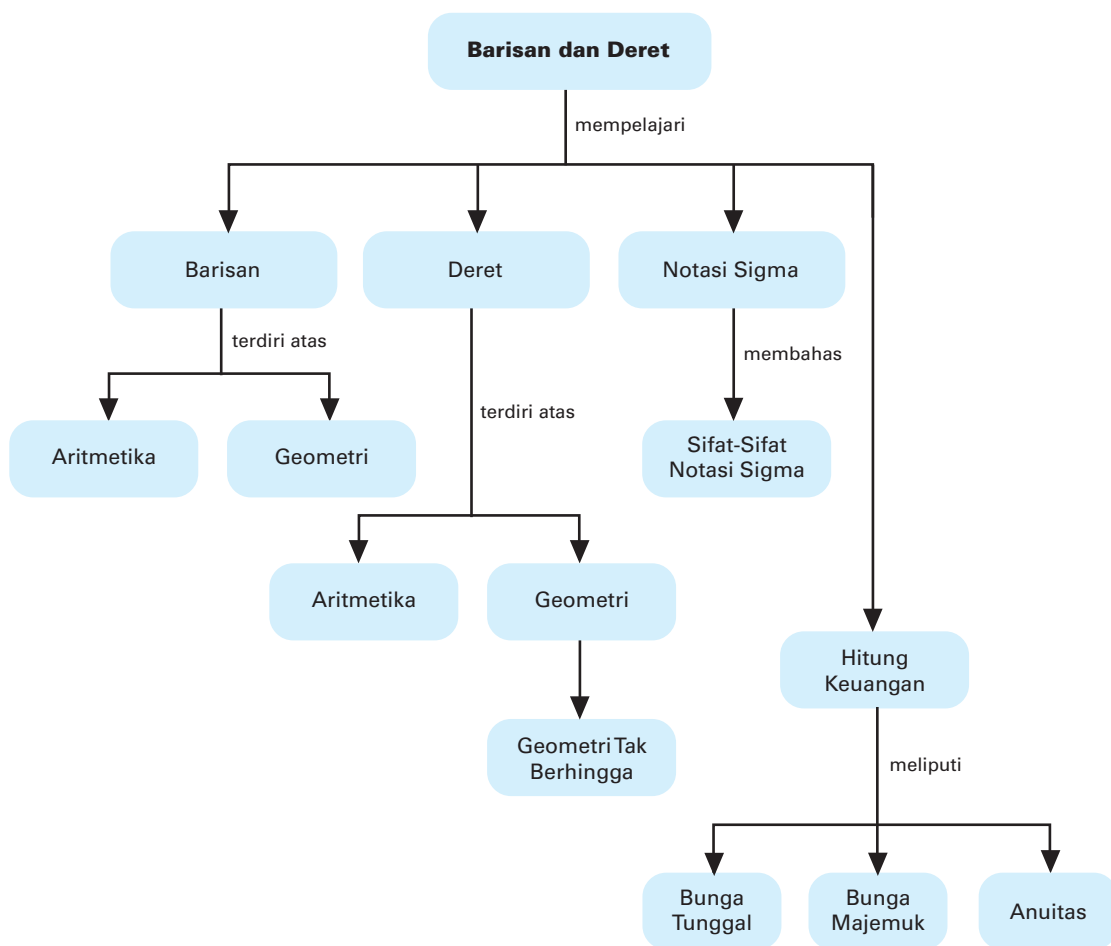 Barisan dan Deret
mempelajari
Barisan
Deret
Notasi Sigma
terdiri atas
membahas
terdiri atas
Aritmetika
Geometri
Sifat-Sifat
Notasi Sigma
Aritmetika
Geometri
Hitung
Keuangan
Geometri Tak
Berhingga
meliputi
Bunga
Tunggal
Bunga
Majemuk
Anuitas